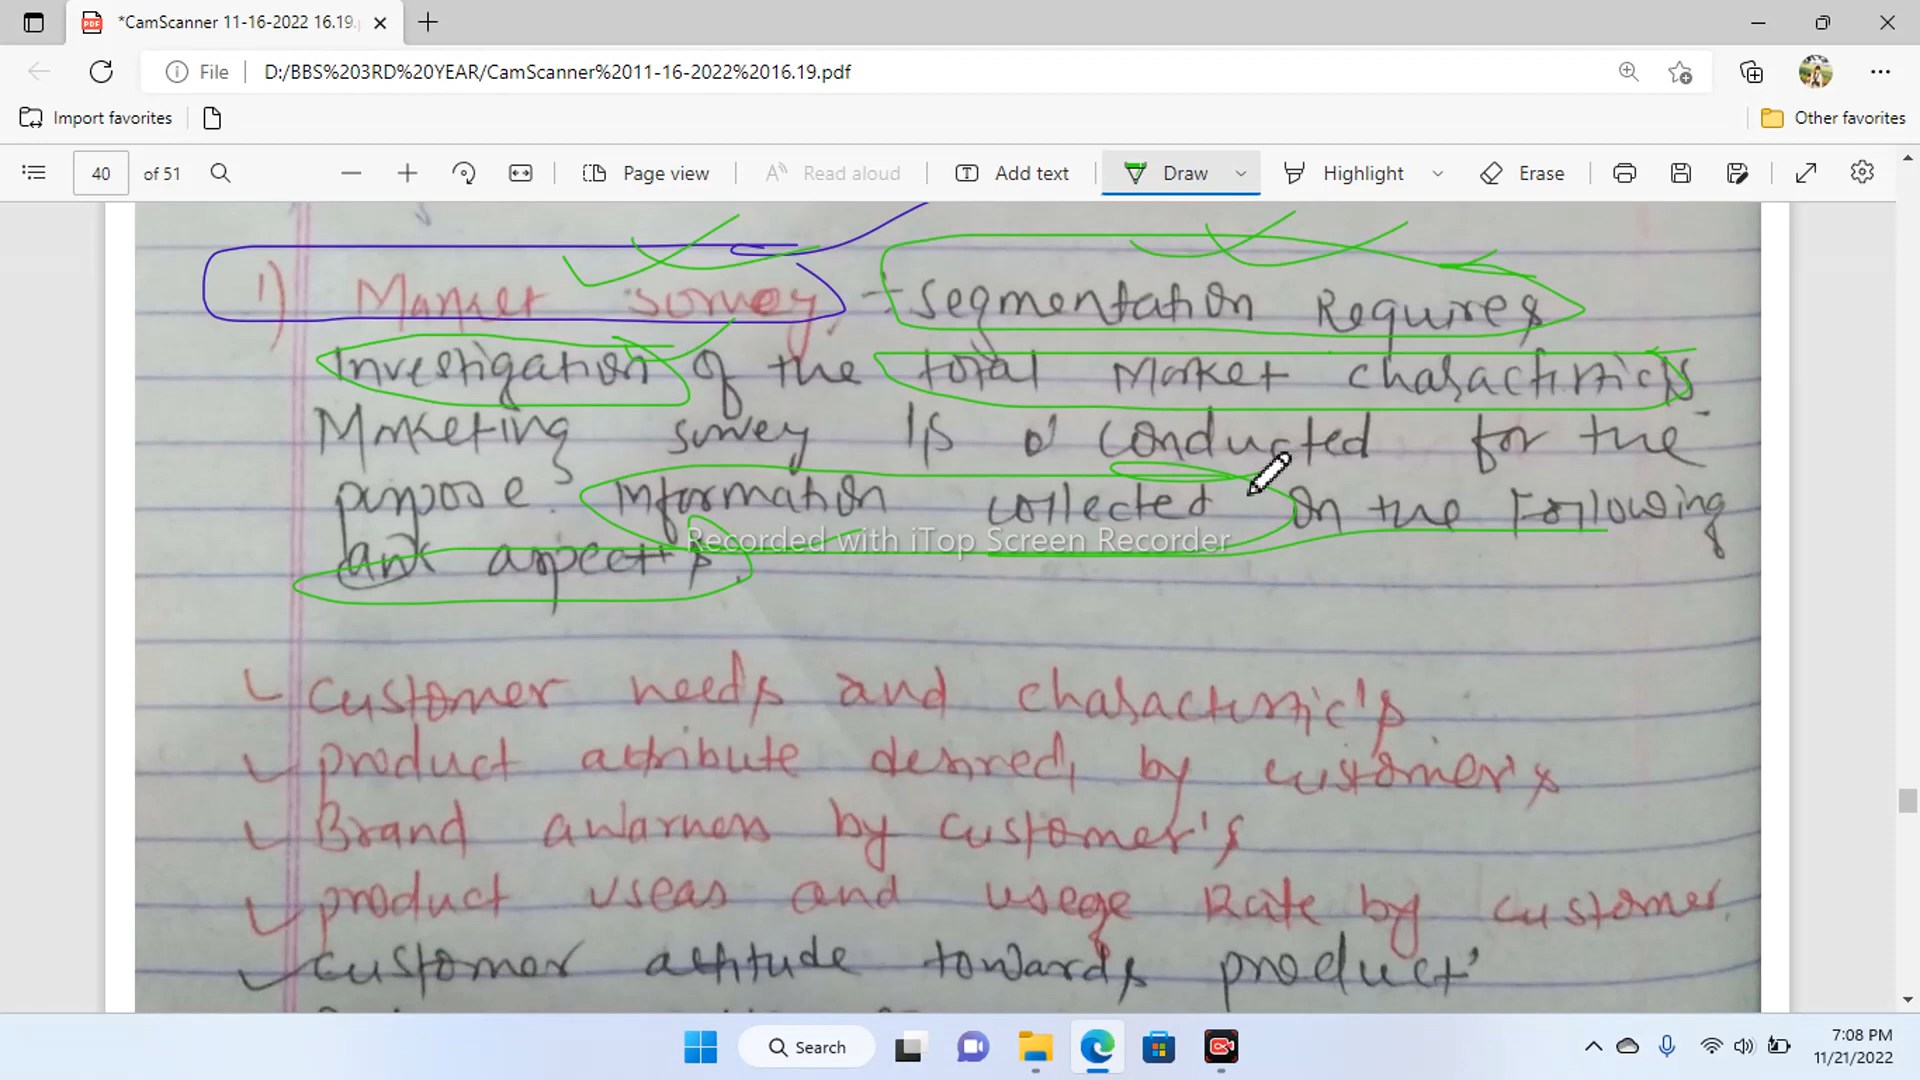 *CamScanner 11-16-2022 16.19.
File D:/BBS%203RD%20YEAR/CamScanner%2011-16-2022%2016.19.pdf
Import favorites Other favorites
40 of 51 Page view Read aloud Add text Draw Highlight Erase
1) Market survey :- Segmentation Requires
Investigation of the total Market
Marketing survey is conducted for the
purpose. Information collected on the Following
aspects.
Recorded with iTop Screen Recorder
customer needs and
product attribute desired by customer's
Brand awarness by customer's
product useas and usege Rate by customer.
customer attitude towards product'
Search
7:08 PM
11/21/2022